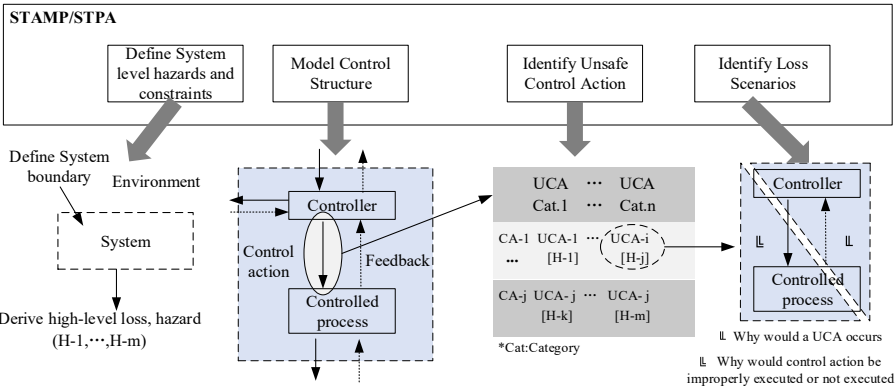 STAMP/STPA
Define System
level hazards and
constraints
Model Control
Structure
Identify Unsafe
Control Action
Identify Loss
Scenarios
Define System
boundary
Environment
System
Derive high-level loss, hazard
(H-1,⋯,H-m)
Controller
Control
action
Feedback
Controlled
process
UCA ⋯ UCA
Cat.1 ⋯ Cat.n
CA-1 UCA-1 ⋯ UCA-i
⋯ [H-1] [H-j]
CA-j UCA- j ⋯ UCA- j
[H-k] [H-m]
*Cat:Category
Controller
𝕃 𝕃
Controlled
process
𝕃 Why would a UCA occurs
𝕃 Why would control action be
improperly executed or not executed